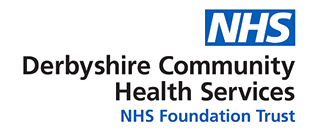 NHS
Derbyshire Community
Health Services
NHS Foundation Trust